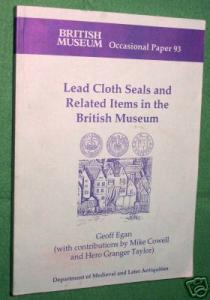 BRITISH
MUSEUM
Occasional Paper 93
Lead Cloth Seals and
Related Items in the
British Museum
Geoff Egan
(with contributions by Mike Cowell
and Hero Granger Taylor)
Department of Medieval and Later Antiquities